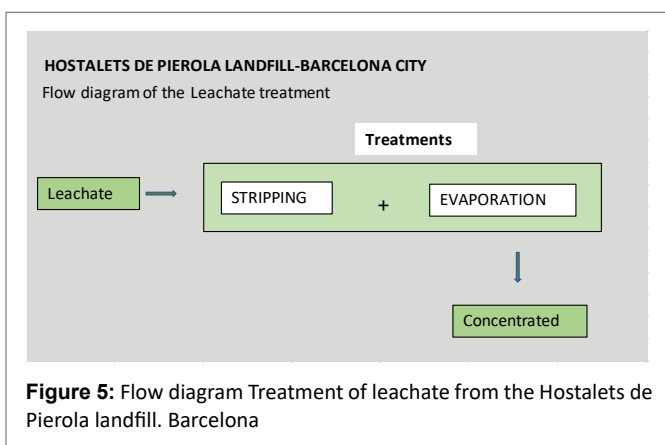 HOSTALETS DE PIEROLA LANDFILL-BARCELONA CITY
Flow diagram of the Leachate treatment
Treatments
Leachate
STRIPPING
+
EVAPORATION
Concentrated
Figure 5: Flow diagram Treatment of leachate from the Hostalets de
Pierola landfill. Barcelona